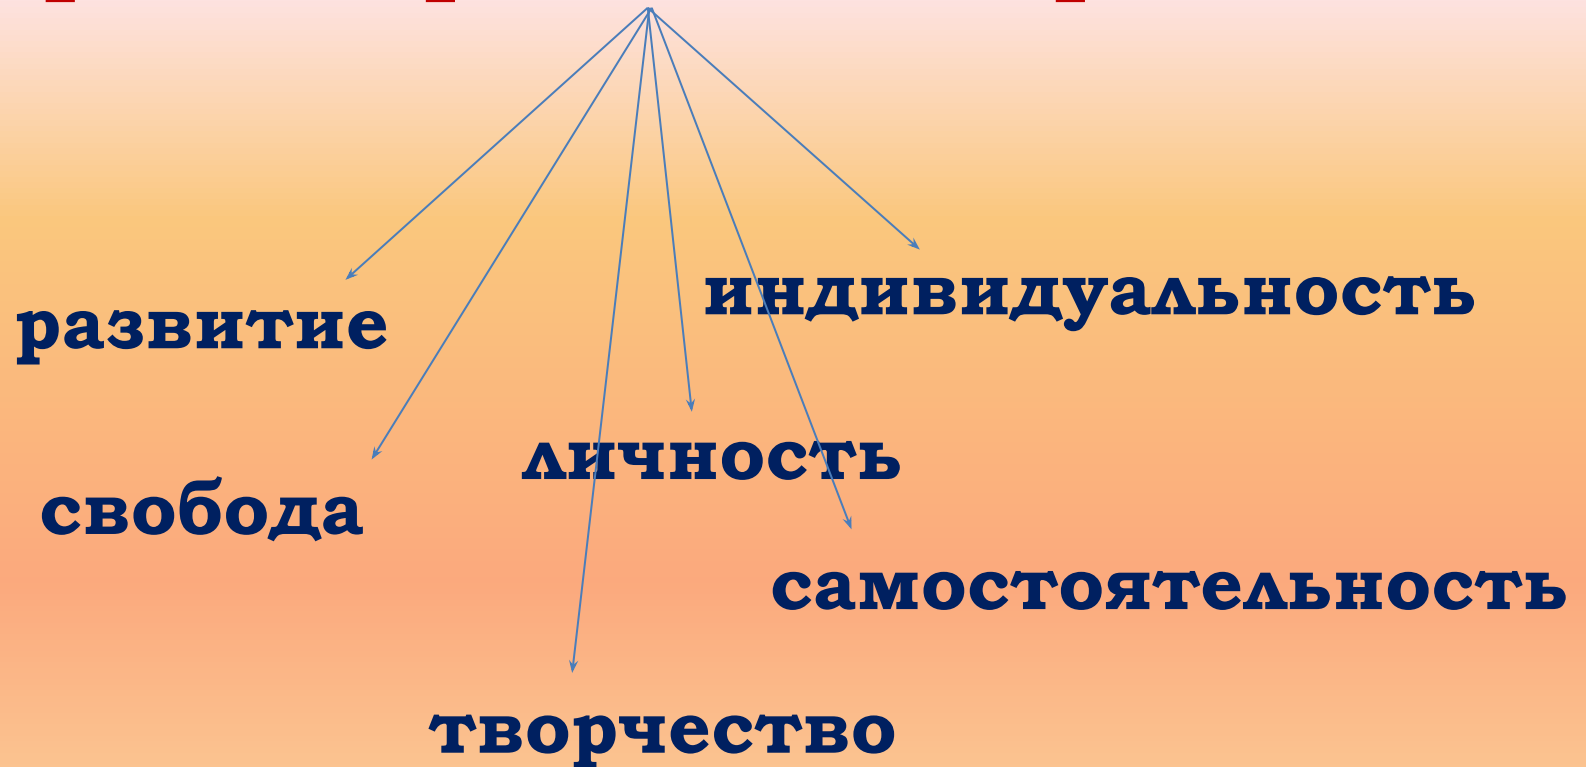 индивидуальность
развитие
личность
свобода
самостоятельность
творчество